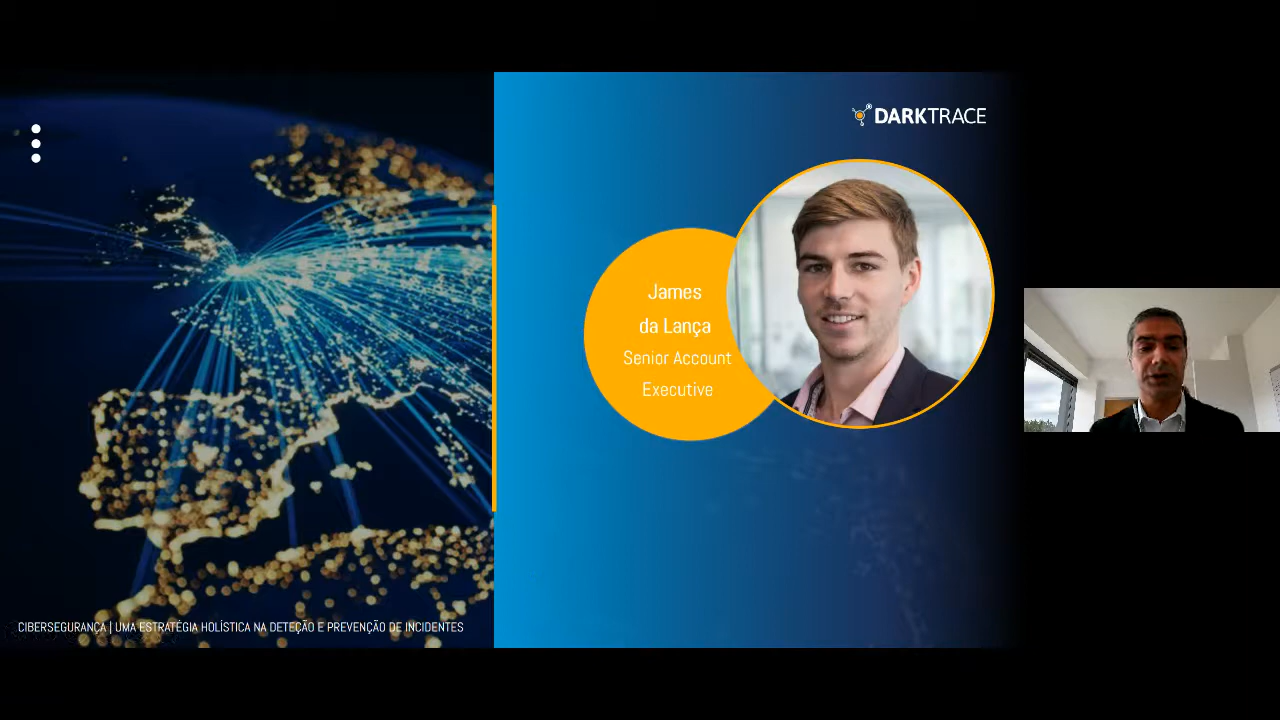 DARKTRACE
James
da Lança
Senior Account
Executive
CIBERSEGURANÇA | UMA ESTRATÉGIA HOLÍSTICA NA DETEÇÃO E PREVENÇÃO DE INCIDENTES